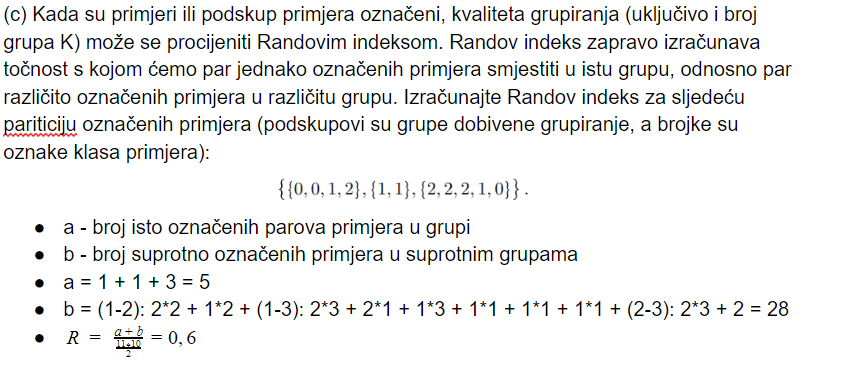 (c) Kada su primjeri ili podskup primjera označeni, kvaliteta grupiranja (uključivo i broj
grupa K) može se procijeniti Randovim indeksom. Randov indeks zapravo izračunava
točnost s kojom ćemo par jednako označenih primjera smjestiti u istu grupu, odnosno par
različito označenih primjera u različitu grupu. Izračunajte Randov indeks za sljedeću
pariticiju označenih primjera (podskupovi su grupe dobivene grupiranje, a brojke su
oznake klasa primjera):
{{0, 0, 1, 2}, {1, 1}, {2, 2, 2, 1, 0}} .
● a - broj isto označenih parova primjera u grupi
● b - broj suprotno označenih primjera u suprotnim grupama
● a = 1 + 1 + 3 = 5
● b = (1-2): 2*2 + 1*2 + (1-3): 2*3 + 2*1 + 1*3 + 1*1 + 1*1 + 1*1 + (2-3): 2*3 + 2 = 28
● R = \frac{a+b}{\frac{11*10}{2}} = 0, 6